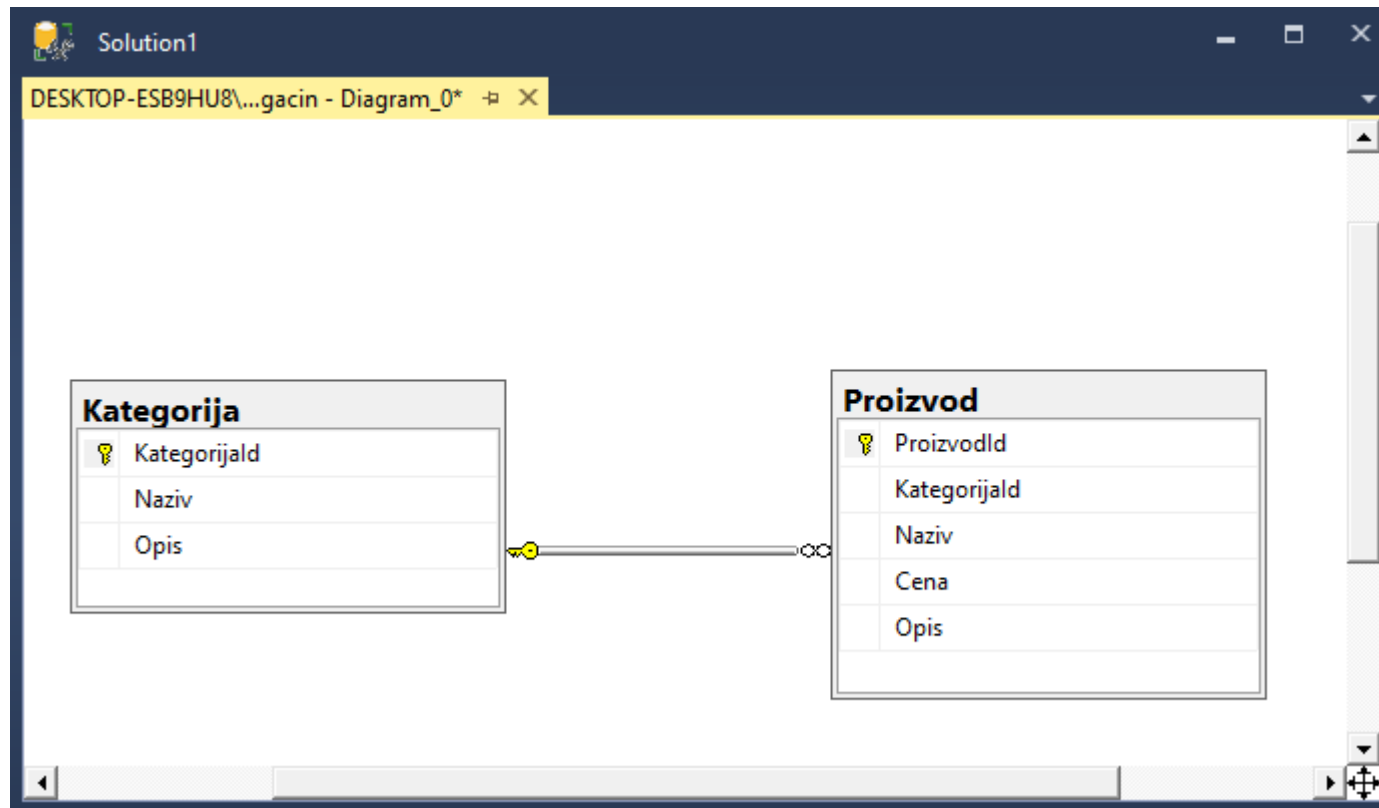 Solution1
DESKTOP-ESB9HU8\...gacin - Diagram_0*
Kategorija
KategorijaId
Naziv
Opis
Proizvod
ProizvodId
KategorijaId
Naziv
Cena
Opis